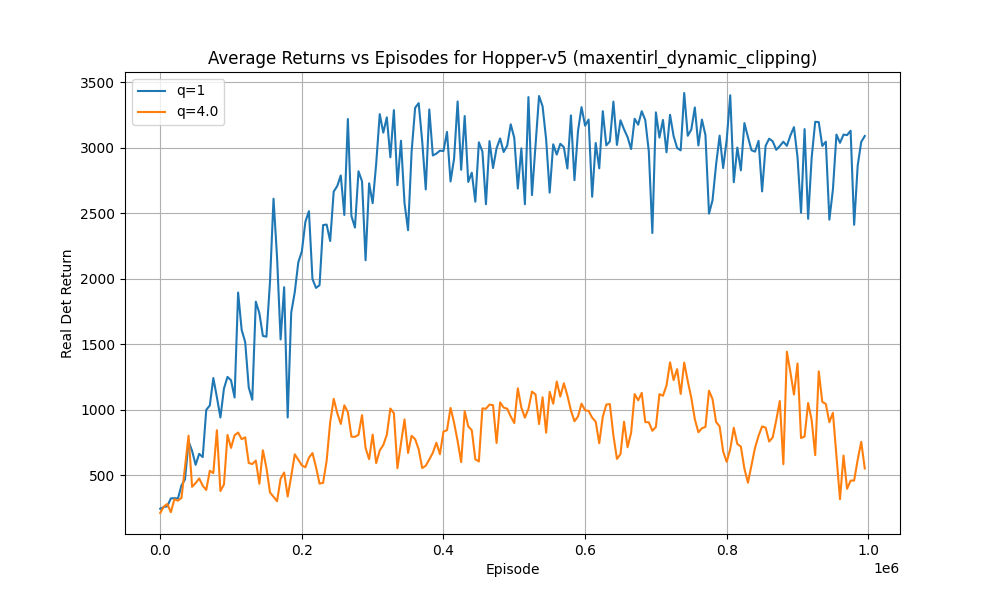 Average Returns vs Episodes for Hopper-v5 (maxentirl_dynamic_clipping)
q=1
q=4.0
Real Det Return
3500
3000
2500
2000
1500
1000
500
0.0 0.2 0.4 0.6 0.8 1.0
1e6
Episode